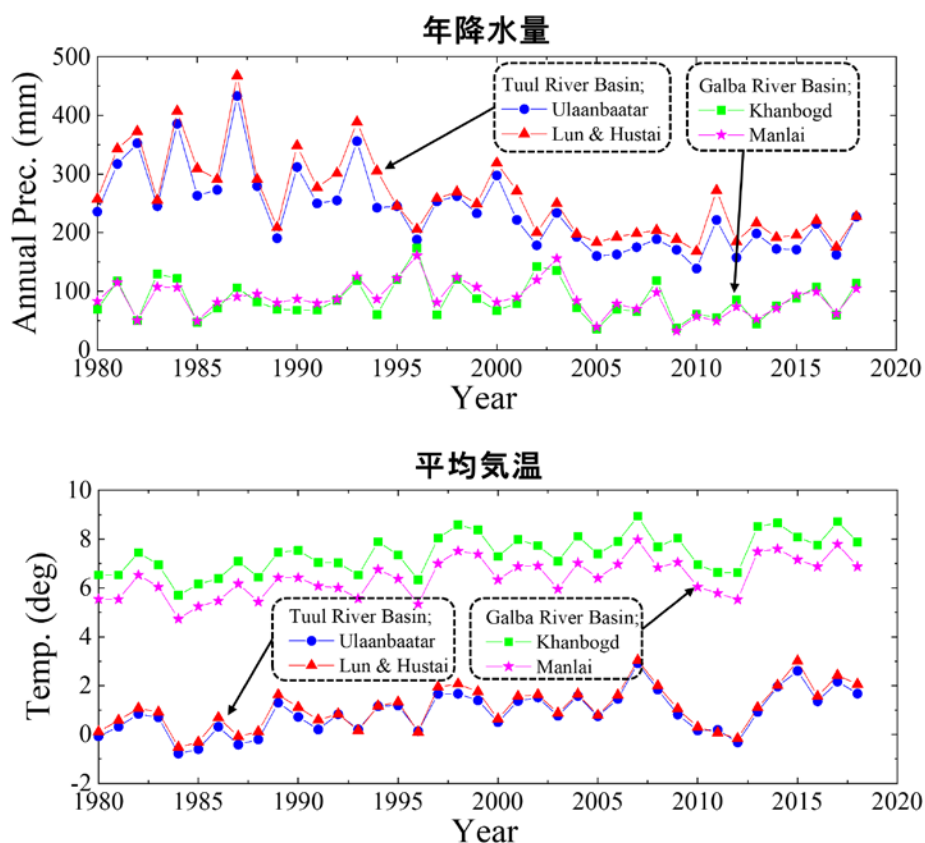 年降水量
Annual Prec. (mm)
500
400
300
200
100
0
Tuul River Basin;
Ulaanbaatar
Lun & Hustai
Galba River Basin;
Khanbogd
Manlai
1980 1985 1990 1995 2000 2005 2010 2015 2020
Year
平均気温
Temp. (deg)
10
8
6
4
2
0
-2
Tuul River Basin;
Ulaanbaatar
Lun & Hustai
Galba River Basin;
Khanbogd
Manlai
1980 1985 1990 1995 2000 2005 2010 2015 2020
Year